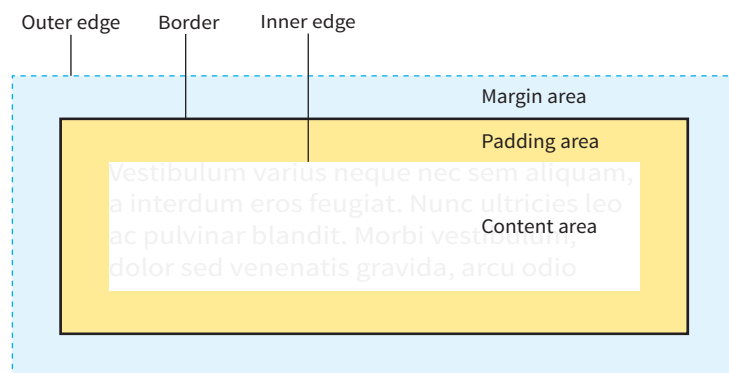 Outer edge Border Inner edge
Margin area
Padding area
Vestibulum varius neque nec sem aliquam,
a interdum eros feugiat. Nunc ultricies leo
Content area
ac pulvinar blandit. Morbi vestibulum,
dolor sed venenatis gravida, arcu odio